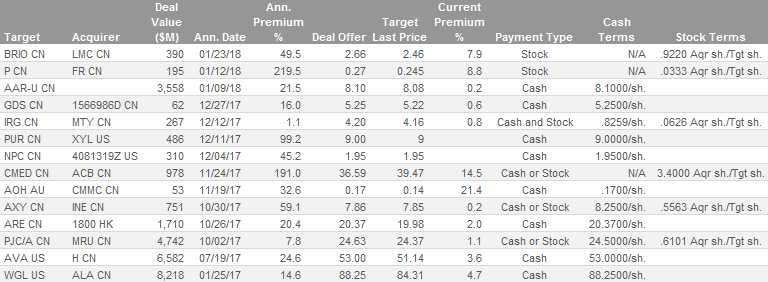 Target Acquirer Deal Value ($M) Ann. Date Ann. Premium % Deal Offer Target Last Price Current Premium % Payment Type Cash Terms Stock Terms
BRIO CN LMC CN 390 01/23/18 49.5 2.66 2.46 7.9 Stock N/A .9220 Aqr sh./Tgt sh.
P CN FR CN 195 01/12/18 219.5 0.27 0.245 8.8 Stock N/A .0333 Aqr sh./Tgt sh.
AAR-U CN 3,558 01/09/18 21.5 8.10 8.08 0.2 Cash 8.1000/sh.
GDS CN 1566986D CN 62 12/27/17 16.0 5.25 5.22 0.6 Cash 5.2500/sh.
IRG CN MTY CN 267 12/12/17 1.1 4.20 4.16 0.8 Cash and Stock .8259/sh. .0626 Aqr sh./Tgt sh.
PUR CN XYL US 486 12/11/17 99.2 9.00 9 Cash 9.0000/sh.
NPC CN 4081319Z US 310 12/04/17 45.2 1.95 1.95 Cash 1.9500/sh.
CMED CN ACB CN 978 11/24/17 191.0 36.59 39.47 14.5 Cash or Stock N/A 3.4000 Aqr sh./Tgt sh.
AOH AU CMMC CN 53 11/19/17 32.6 0.17 0.14 21.4 Cash .1700/sh.
AXY CN INE CN 751 10/30/17 59.1 7.86 7.85 0.2 Cash or Stock 8.2500/sh. .5563 Aqr sh./Tgt sh.
ARE CN 1800 HK 1,710 10/26/17 20.4 20.37 19.98 2.0 Cash 20.3700/sh.
PJC/A CN MRU CN 4,742 10/02/17 7.8 24.63 24.37 1.1 Cash or Stock 24.5000/sh. .6101 Aqr sh./Tgt sh.
AVA US H CN 6,582 07/19/17 24.6 53.00 51.14 3.6 Cash 53.0000/sh.
WGL US ALA CN 8,218 01/25/17 14.6 88.25 84.31 4.7 Cash 88.2500/sh.